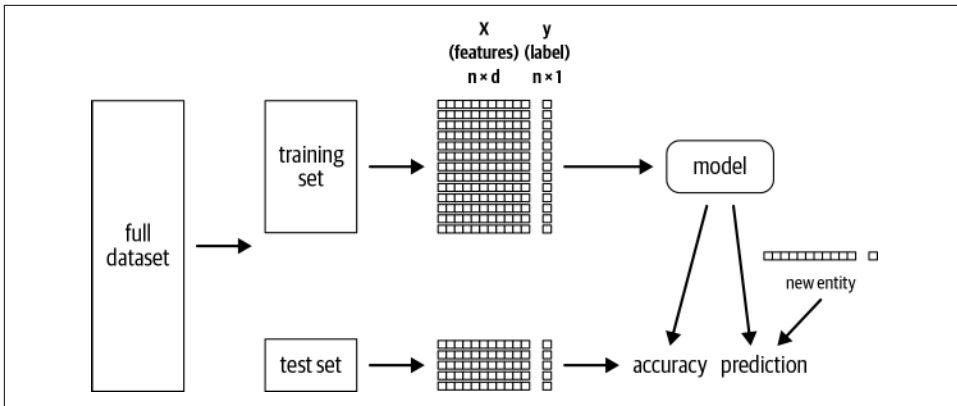 X y
(features) (label)
n × d n × 1
training
set
model
full
dataset
new entity
test set
accuracy prediction